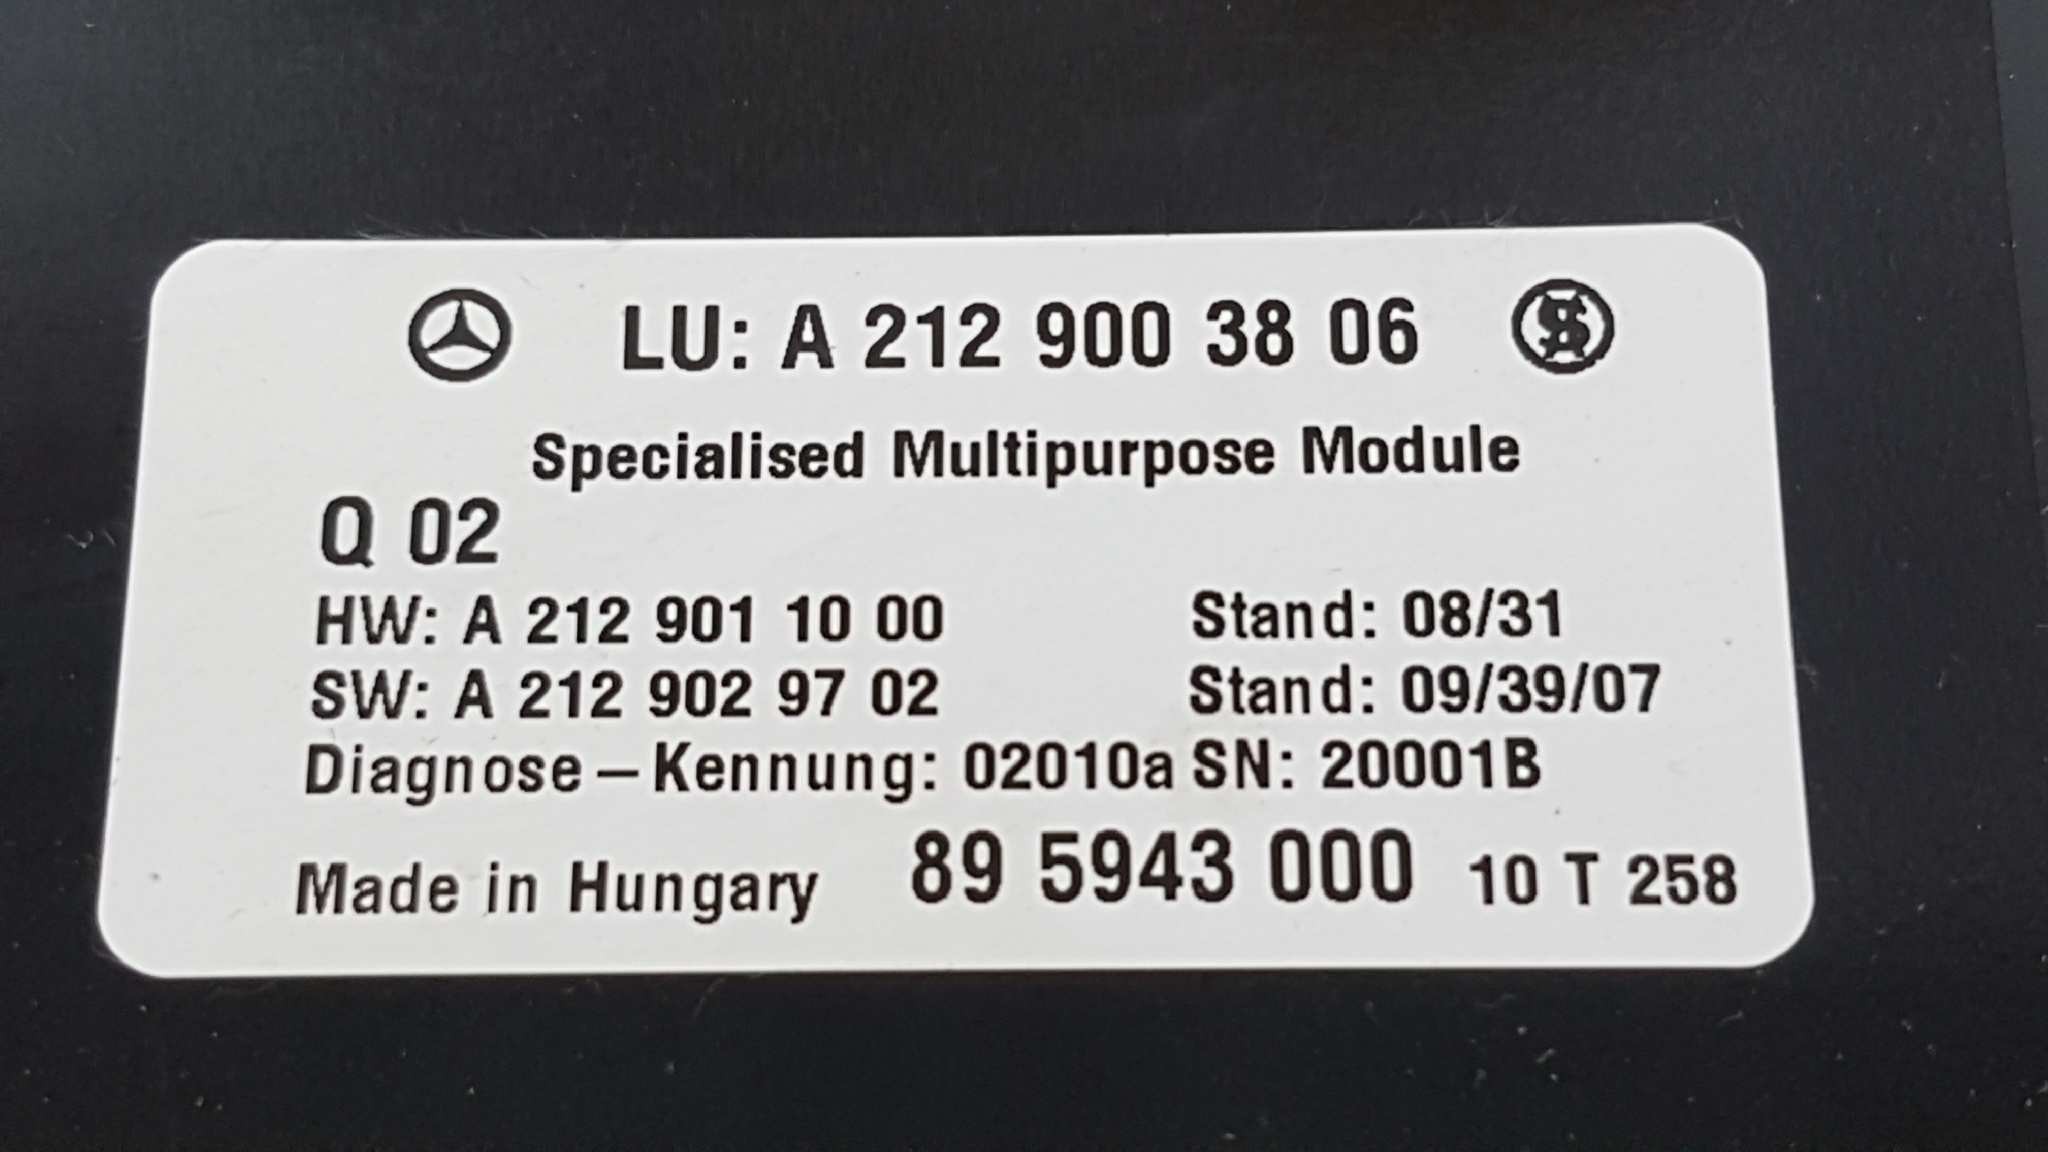 LU: A 212 900 38 06
Specialised Multipurpose Module
Q 02
HW: A 212 901 10 00 Stand: 08/31
SW: A 212 902 97 02 Stand: 09/39/07
Diagnose–Kennung: 02010a SN: 20001B
Made in Hungary 89 5943 000 10 T 258